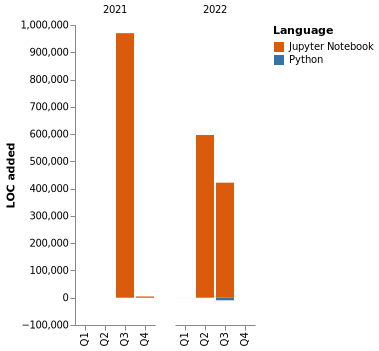 2021 2022
1,000,000
900,000
800,000
700,000
600,000
500,000
400,000
300,000
200,000
100,000
0
−100,000
LOC added
Q1 Q2 Q3 Q4 Q1 Q2 Q3 Q4
Language
Jupyter Notebook
Python